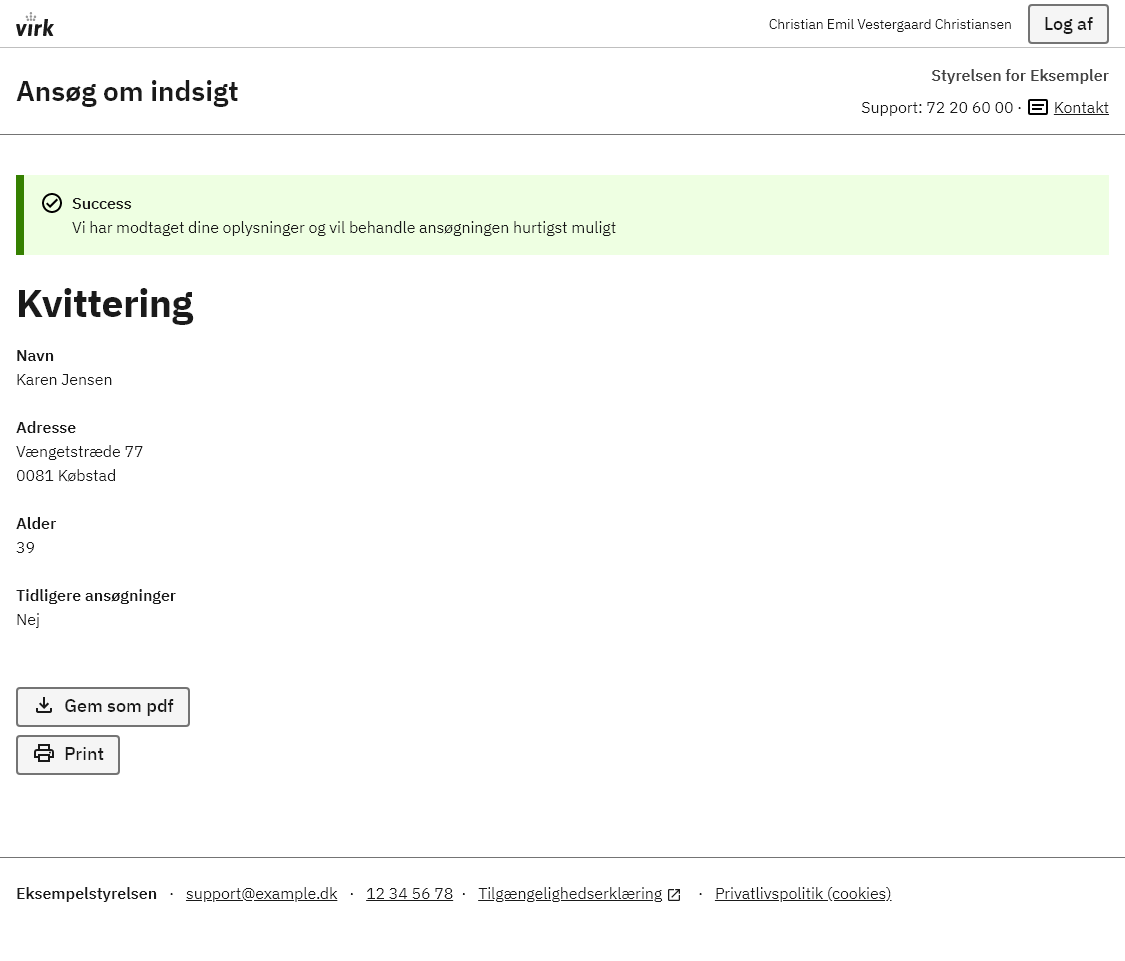 virk
Christian Emil Vestergaard Christiansen
Log af
Ansøg om indsigt
Styrelsen for Eksempler
Support: 72 20 60 00 · Kontakt
Success
Vi har modtaget dine oplysninger og vil behandle ansøgningen hurtigst muligt
Kvittering
Navn
Karen Jensen
Adresse
Vængetstræde 77
0081 Købstad
Alder
39
Tidligere ansøgninger
Nej
Gem som pdf
Print
Eksempelstyrelsen · support@example.dk · 12 34 56 78 · Tilgængelighedserklæring · Privatlivspolitik (cookies)